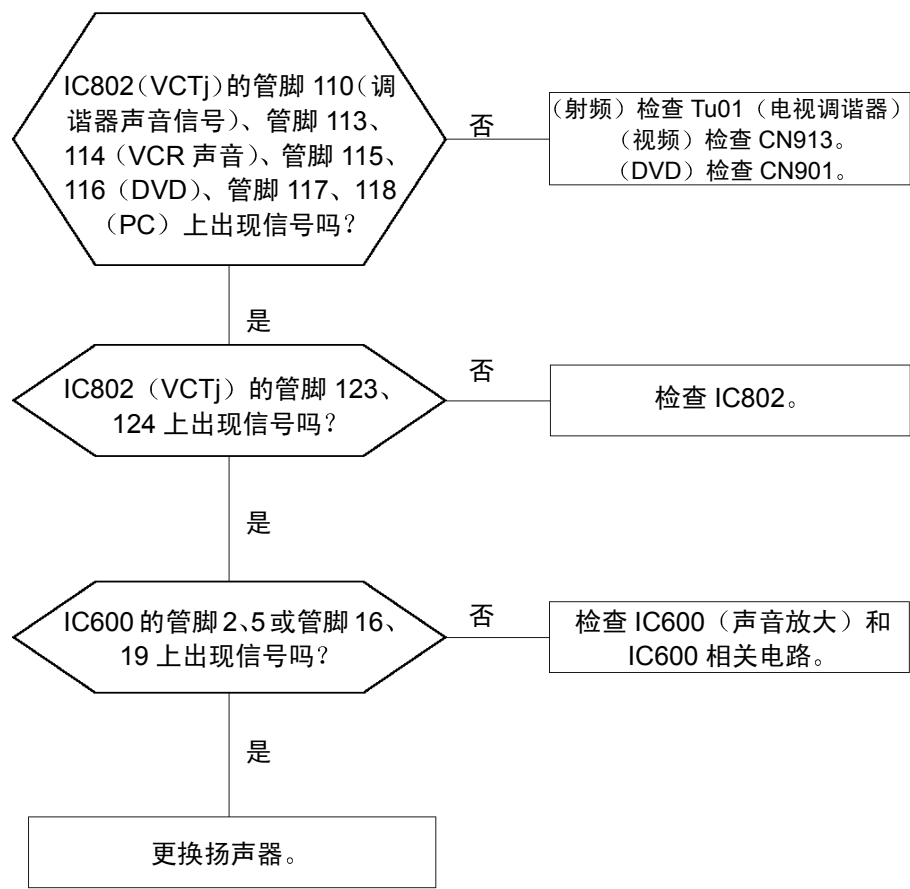 IC802（VCTj）的管脚 110（调
谐器声音信号）、管脚 113、
114（VCR 声音）、管脚 115、
116（DVD）、管脚 117、118
（PC）上出现信号吗？
否
（射频）检查 Tu01（电视调谐器）
（视频）检查 CN913。
（DVD）检查 CN901。
是
IC802（VCTj）的管脚 123、
124 上出现信号吗？
否
检查 IC802。
是
IC600 的管脚 2、5 或管脚 16、
19 上出现信号吗？
否
检查 IC600（声音放大）和
IC600 相关电路。
是
更换扬声器。